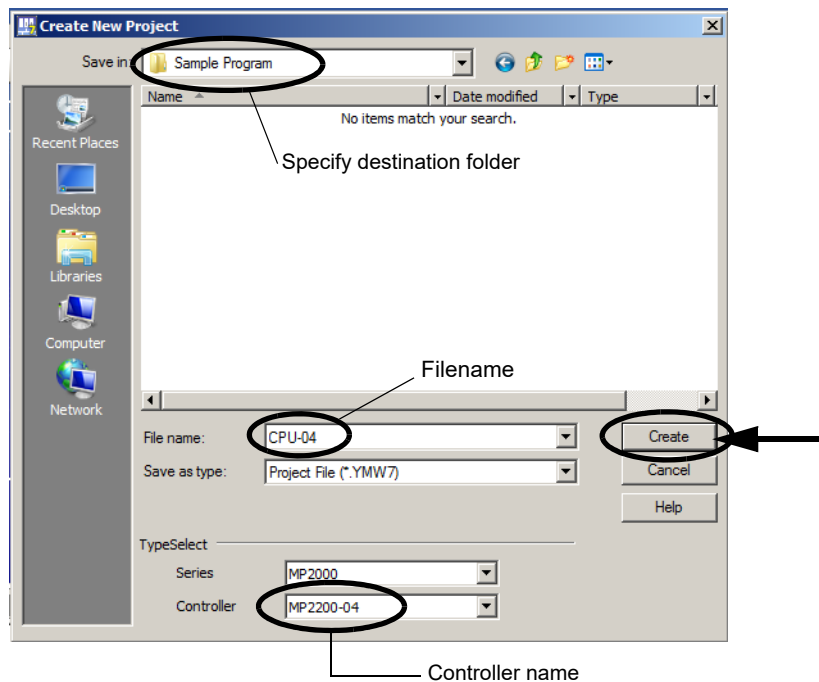 Create New Project
Save in: Sample Program
Name Date modified Type
No items match your search.
Recent Places
Specify destination folder
Desktop
Libraries
Computer
Filename
Network
File name: CPU-04 Create
Save as type: Project File (*.YMW7) Cancel
Help
TypeSelect
Series MP2000
Controller MP2200-04
Controller name